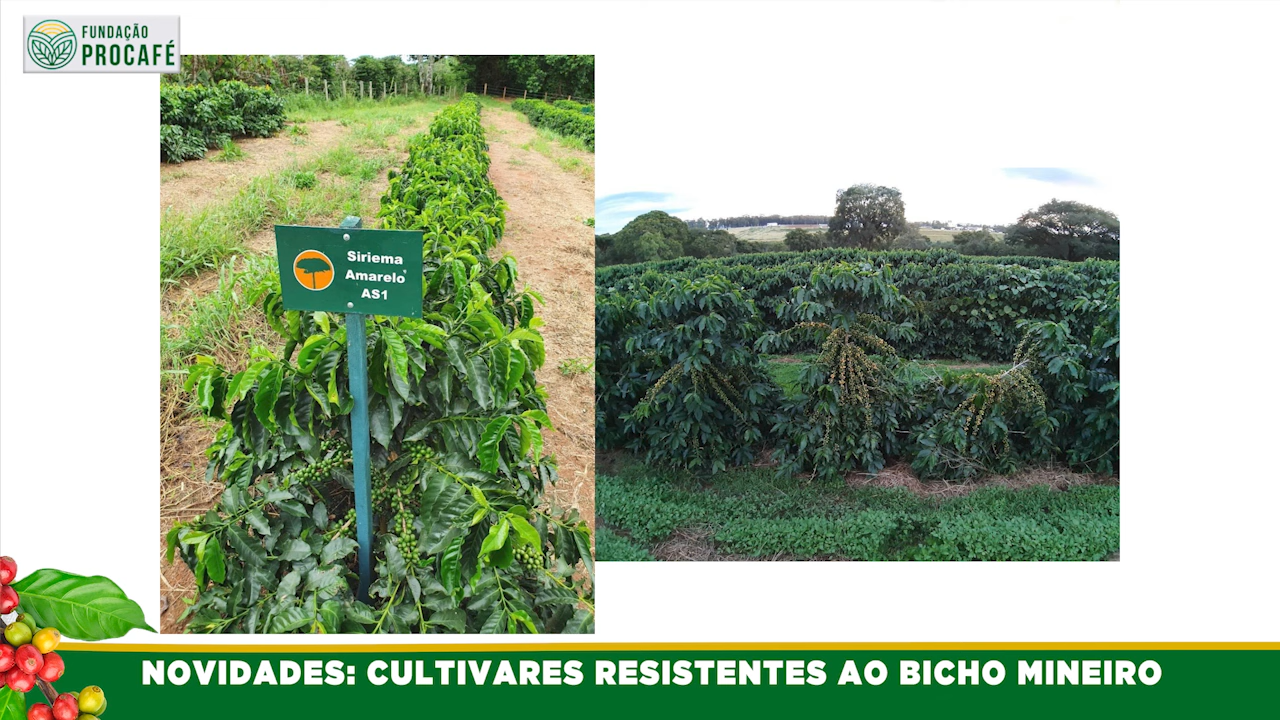 FUNDAÇÃO
PROCAFÉ
Siriema
Amarelo
AS1
NOVIDADES: CULTIVARES RESISTENTES AO BICHO MINEIRO